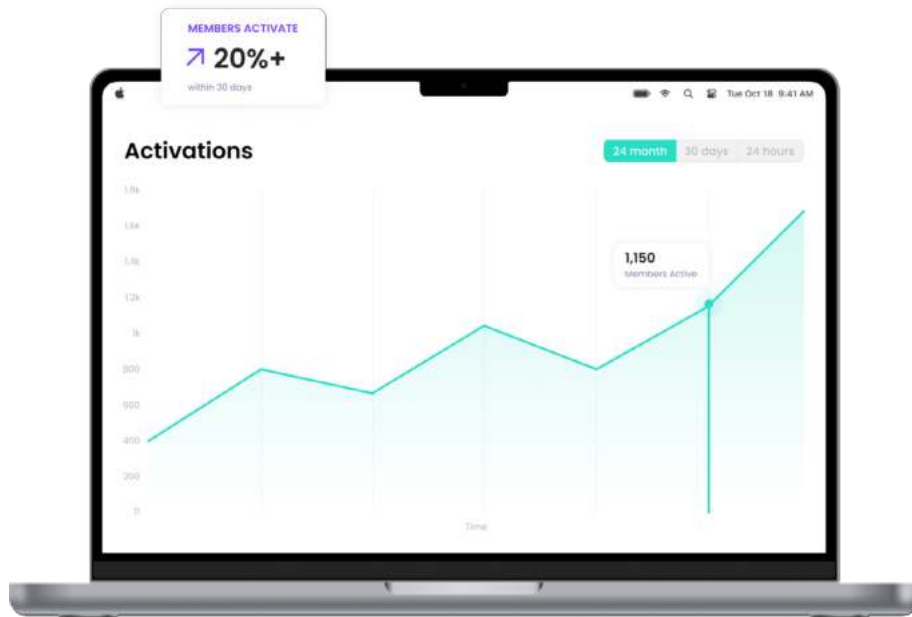 MEMBERS ACTIVATE
20%+
within 30 days
Tue Oct 18 9:41 AM
Activations
24 month 30 days 24 hours
1.8k
1.6k
1.4k
1.2k
1k
800
600
400
200
0
1,150
Members Active
Time